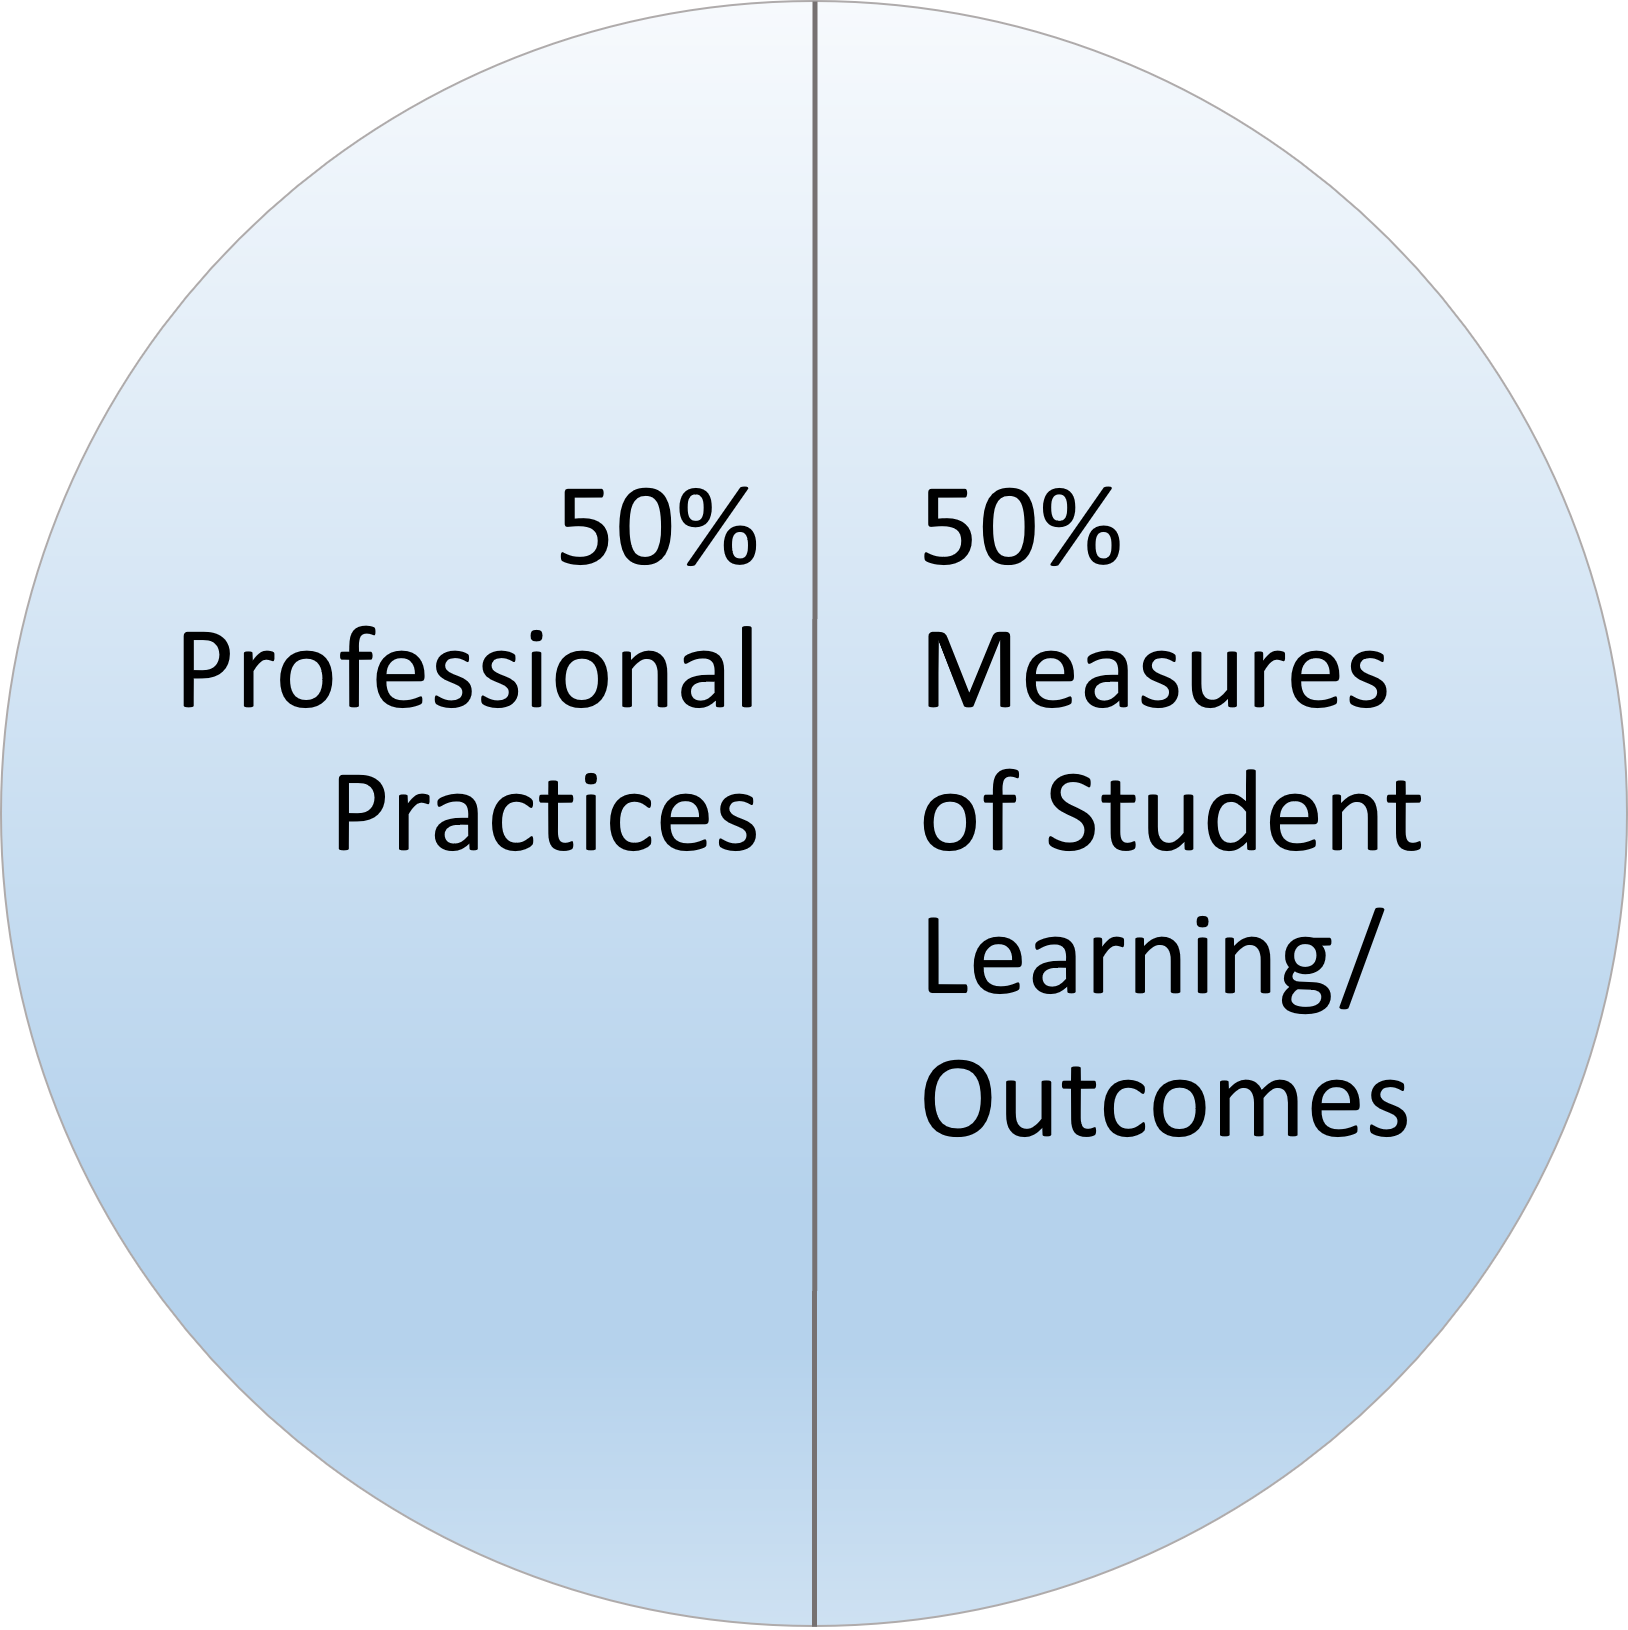 50%
Professional
Practices
50%
Measures
of Student
Learning/
Outcomes